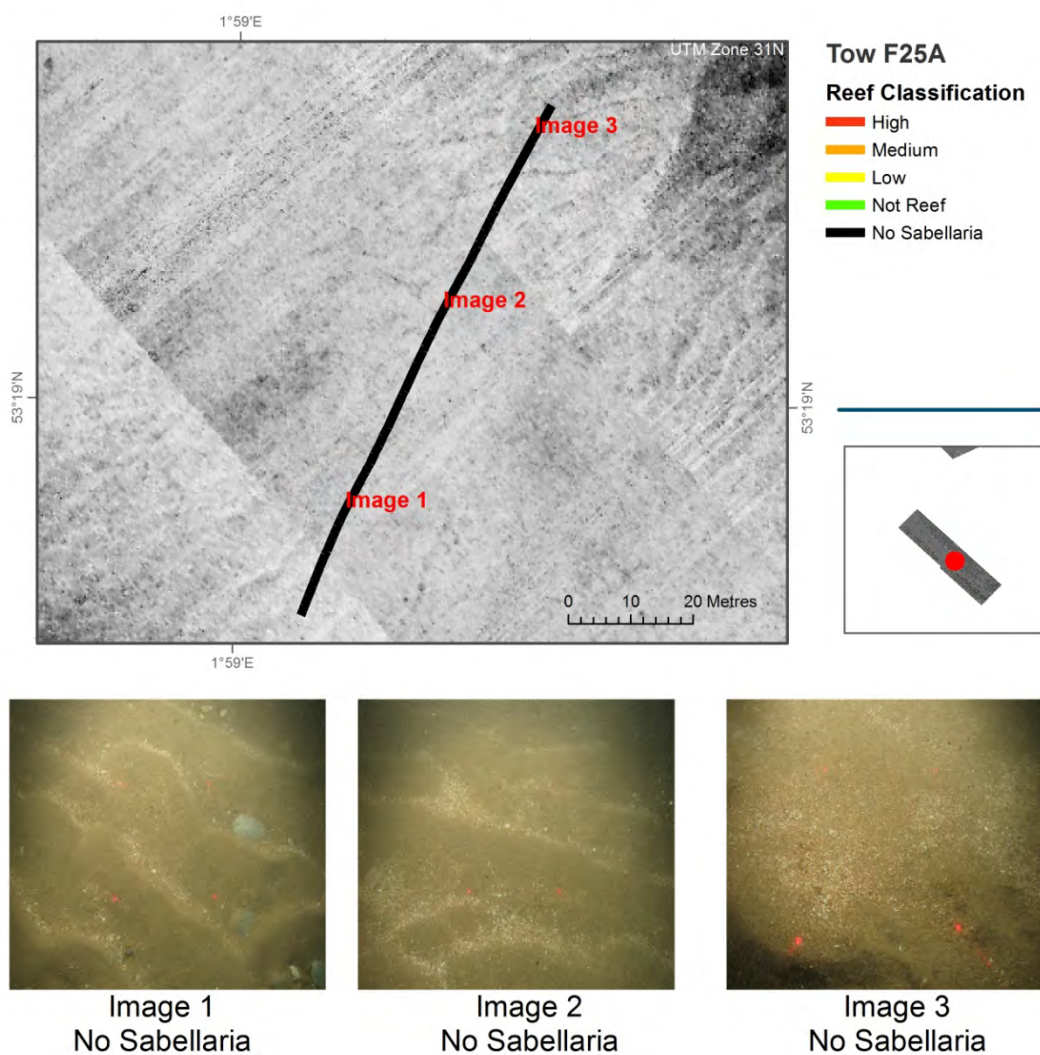 1°59'E
UTM Zone 31N
Image 3
Image 2
Image 1
53°19'N
53°19'N
0 10 20 Metres
1°59'E
Tow F25A
Reef Classification
High
Medium
Low
Not Reef
No Sabellaria
Image 1
No Sabellaria
Image 2
No Sabellaria
Image 3
No Sabellaria